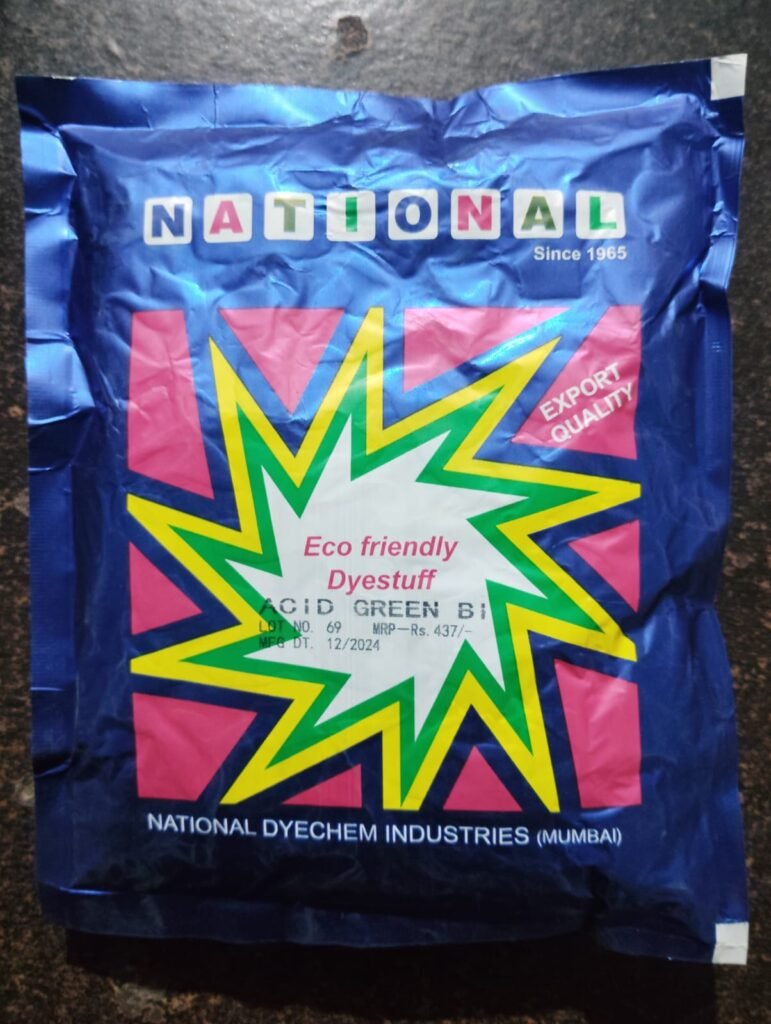 NATIONAL
Since 1965
EXPORT
QUALITY
Eco friendly
Dyestuff
ACID GREEN BI
LOT NO. 69 MRP-Rs. 437/-
MFG DT. 12/2024
NATIONAL DYECHEM INDUSTRIES (MUMBAI)